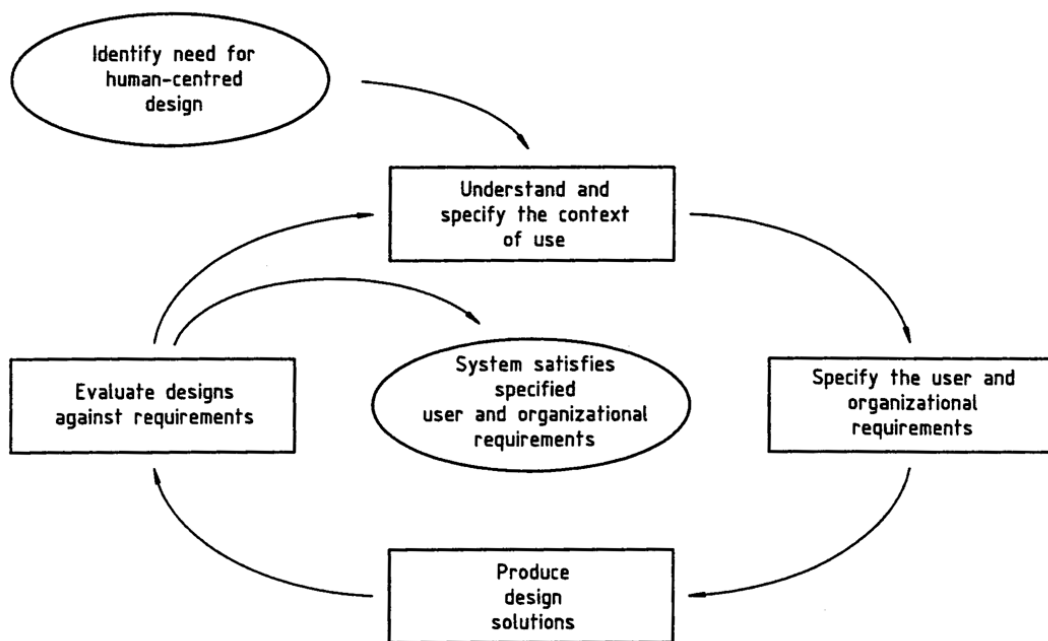 Identify need for
human-centred
design
Understand and
specify the context
of use
Evaluate designs
against requirements
System satisfies
specified
user and organizational
requirements
Specify the user and
organizational
requirements
Produce
design
solutions